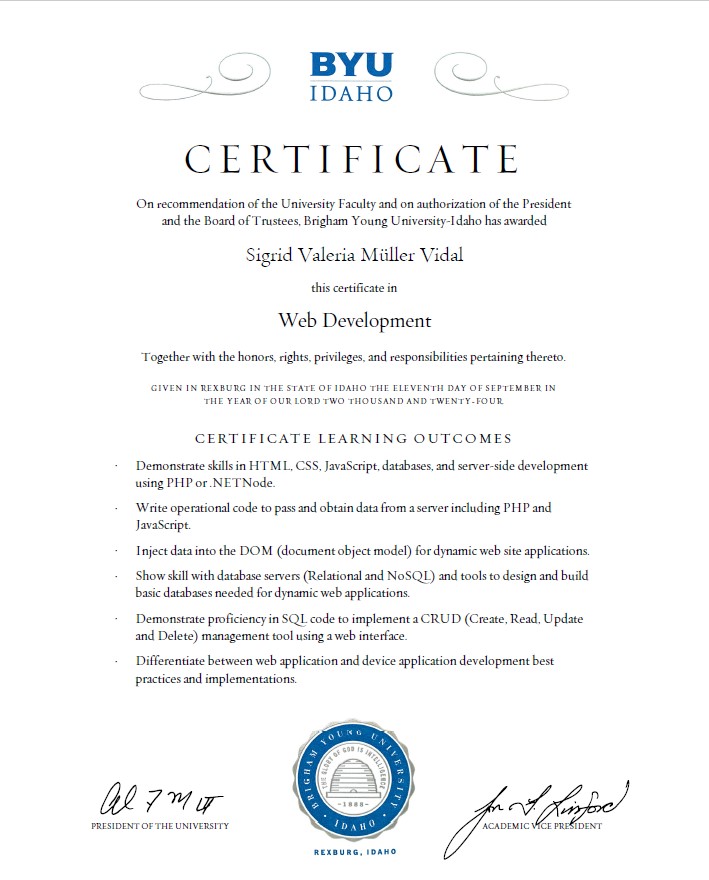 BYU
IDAHO
CERTIFICATE
On recommendation of the University Faculty and on authorization of the President
and the Board of Trustees, Brigham Young University-Idaho has awarded
Sigrid Valeria Müller Vidal
this certificate in
Web Development
Together with the honors, rights, privileges, and responsibilities pertaining thereto.
GIVEN IN REXBURG IN THE STATE OF IDAHO THE ELEVENTH DAY OF SEPTEMBER IN
THE YEAR OF OUR LORD TWO THOUSAND AND TWENTY-FOUR
CERTIFICATE LEARNING OUTCOMES
· Demonstrate skills in HTML, CSS, JavaScript, databases, and server-side development
using PHP or .NETNode.
· Write operational code to pass and obtain data from a server including PHP and
JavaScript.
· Inject data into the DOM (document object model) for dynamic web site applications.
· Show skill with database servers (Relational and NoSQL) and tools to design and build
basic databases needed for dynamic web applications.
· Demonstrate proficiency in SQL code to implement a CRUD (Create, Read, Update
and Delete) management tool using a web interface.
· Differentiate between web application and device application development best
practices and implementations.
BRIGHAM YOUNG UNIVERSITY
THE GLORY OF GOD IS INTELLIGENCE
-1888-
· IDAHO ·
REXBURG, IDAHO
PRESIDENT OF THE UNIVERSITY
ACADEMIC VICE PRESIDENT